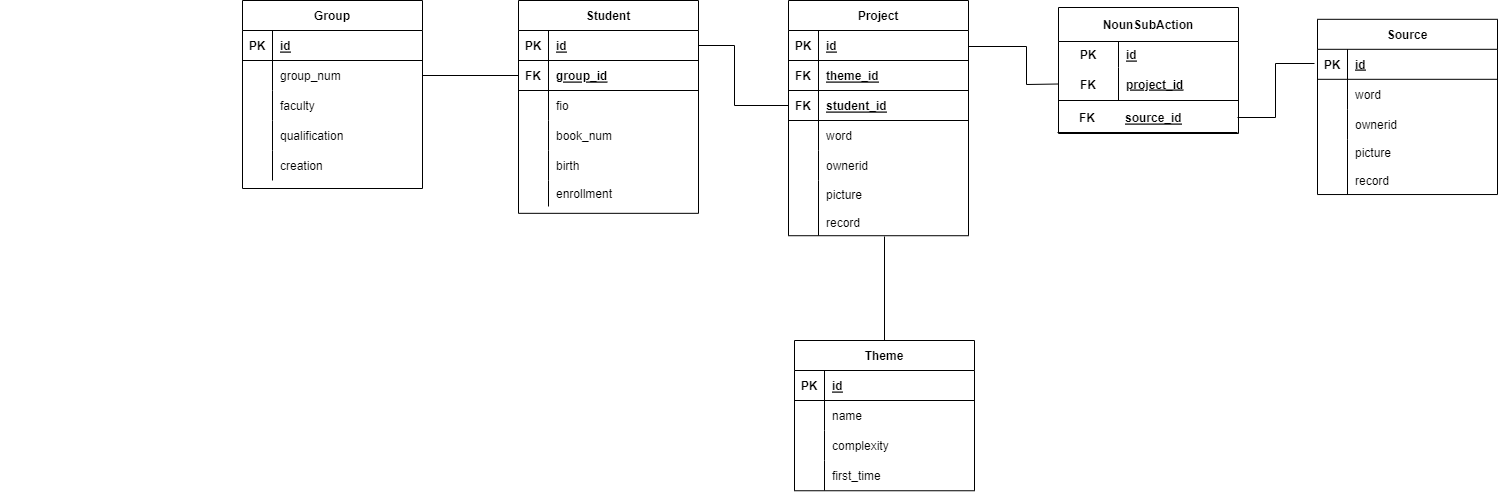 Group
PK id
group_num
faculty
qualification
creation
Student
PK id
FK group_id
fio
book_num
birth
enrollment
Project
PK id
FK theme_id
FK student_id
word
ownerid
picture
record
NounSubAction
PK id
FK project_id
FK source_id
Source
PK id
word
ownerid
picture
record
Theme
PK id
name
complexity
first_time